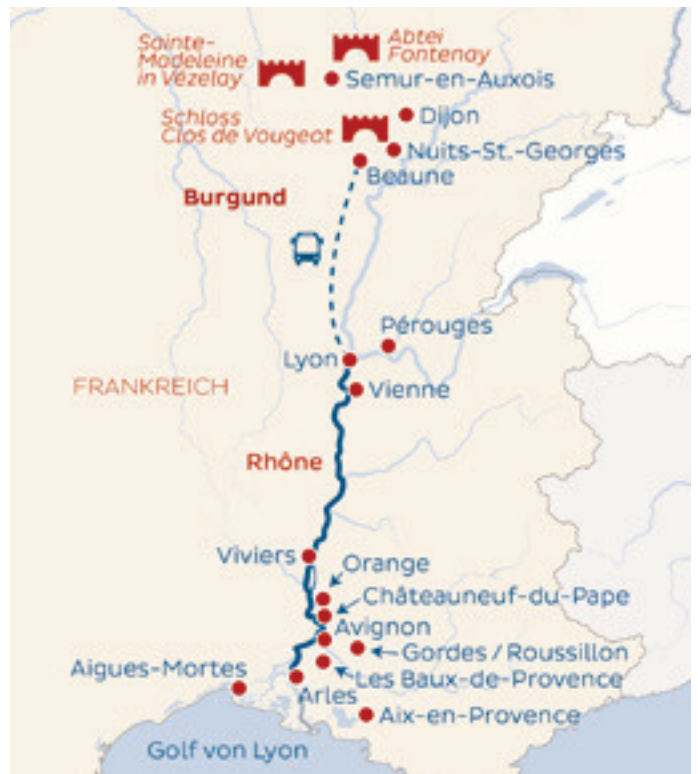 Sainte-
Madeleine
in Vézelay
Abtei
Fontenay
Semur-en-Auxois
Schloss
Clos de Vougeot
Dijon
Nuits-St.-Georges
Beaune
Burgund
Pérouges
Lyon
Vienne
FRANKREICH
Rhône
Viviers
Orange
Châteauneuf-du-Pape
Avignon
Gordes / Roussillon
Aigues-Mortes
Les Baux-de-Provence
Arles
Aix-en-Provence
Golf von Lyon